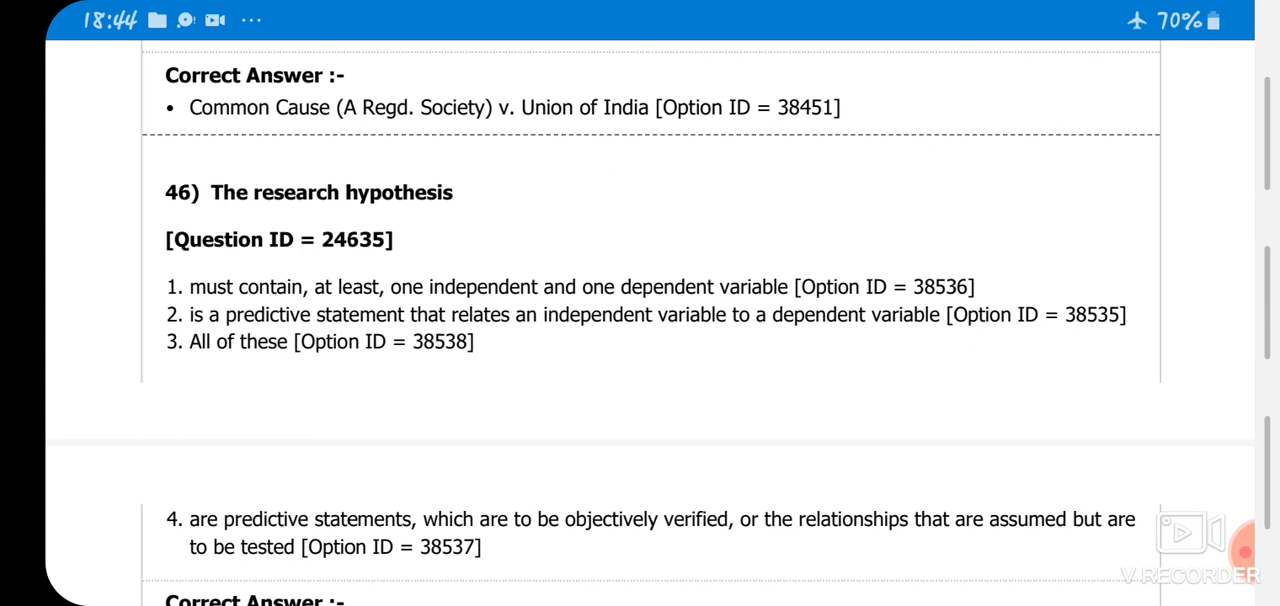 18:44
70%
Correct Answer :-
• Common Cause (A Regd. Society) v. Union of India [Option ID = 38451]
46) The research hypothesis
[Question ID = 24635]
1. must contain, at least, one independent and one dependent variable [Option ID = 38536]
2. is a predictive statement that relates an independent variable to a dependent variable [Option ID = 38535]
3. All of these [Option ID = 38538]
4. are predictive statements, which are to be objectively verified, or the relationships that are assumed but are
to be tested [Option ID = 38537]
V.RECORDER
Correct Answer :-